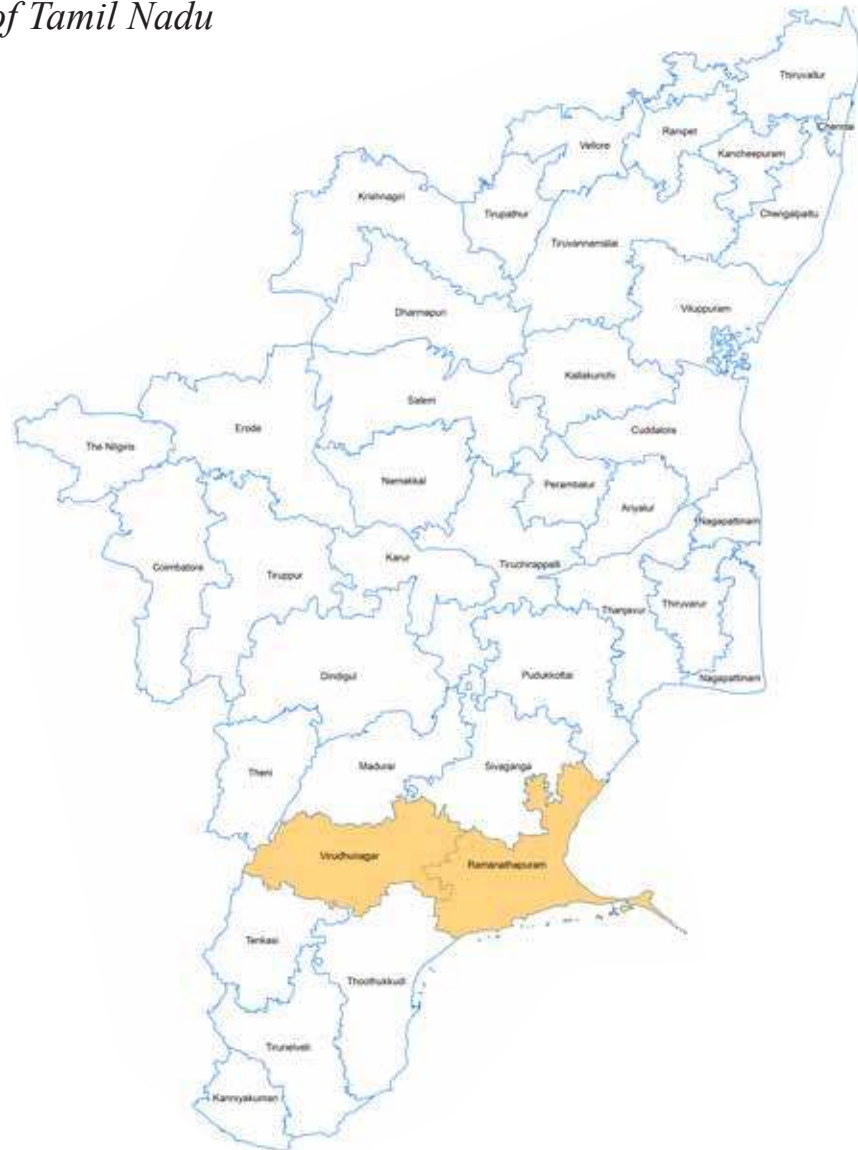 of Tamil Nadu
Thiruvallur
Chennai
Ranipet
Vellore
Kancheepuram
Krishnagiri
Tirupathur
Chengalpattu
Tiruvannamalai
Viluppuram
Dharmapuri
Kallakurichi
Salem
Erode
Cuddalore
The Nilgiris
Namakkal
Perambalur
Ariyalur
Nagapattinam
Karur
Coimbatore
Tiruppur
Tiruchirappalli
Thanjavur
Thiruvarur
Dindigul
Pudukkottai
Nagapattinam
Theni
Madurai
Sivaganga
Virudhunagar
Ramanathapuram
Tenkasi
Thoothukkudi
Tirunelveli
Kanniyakumari